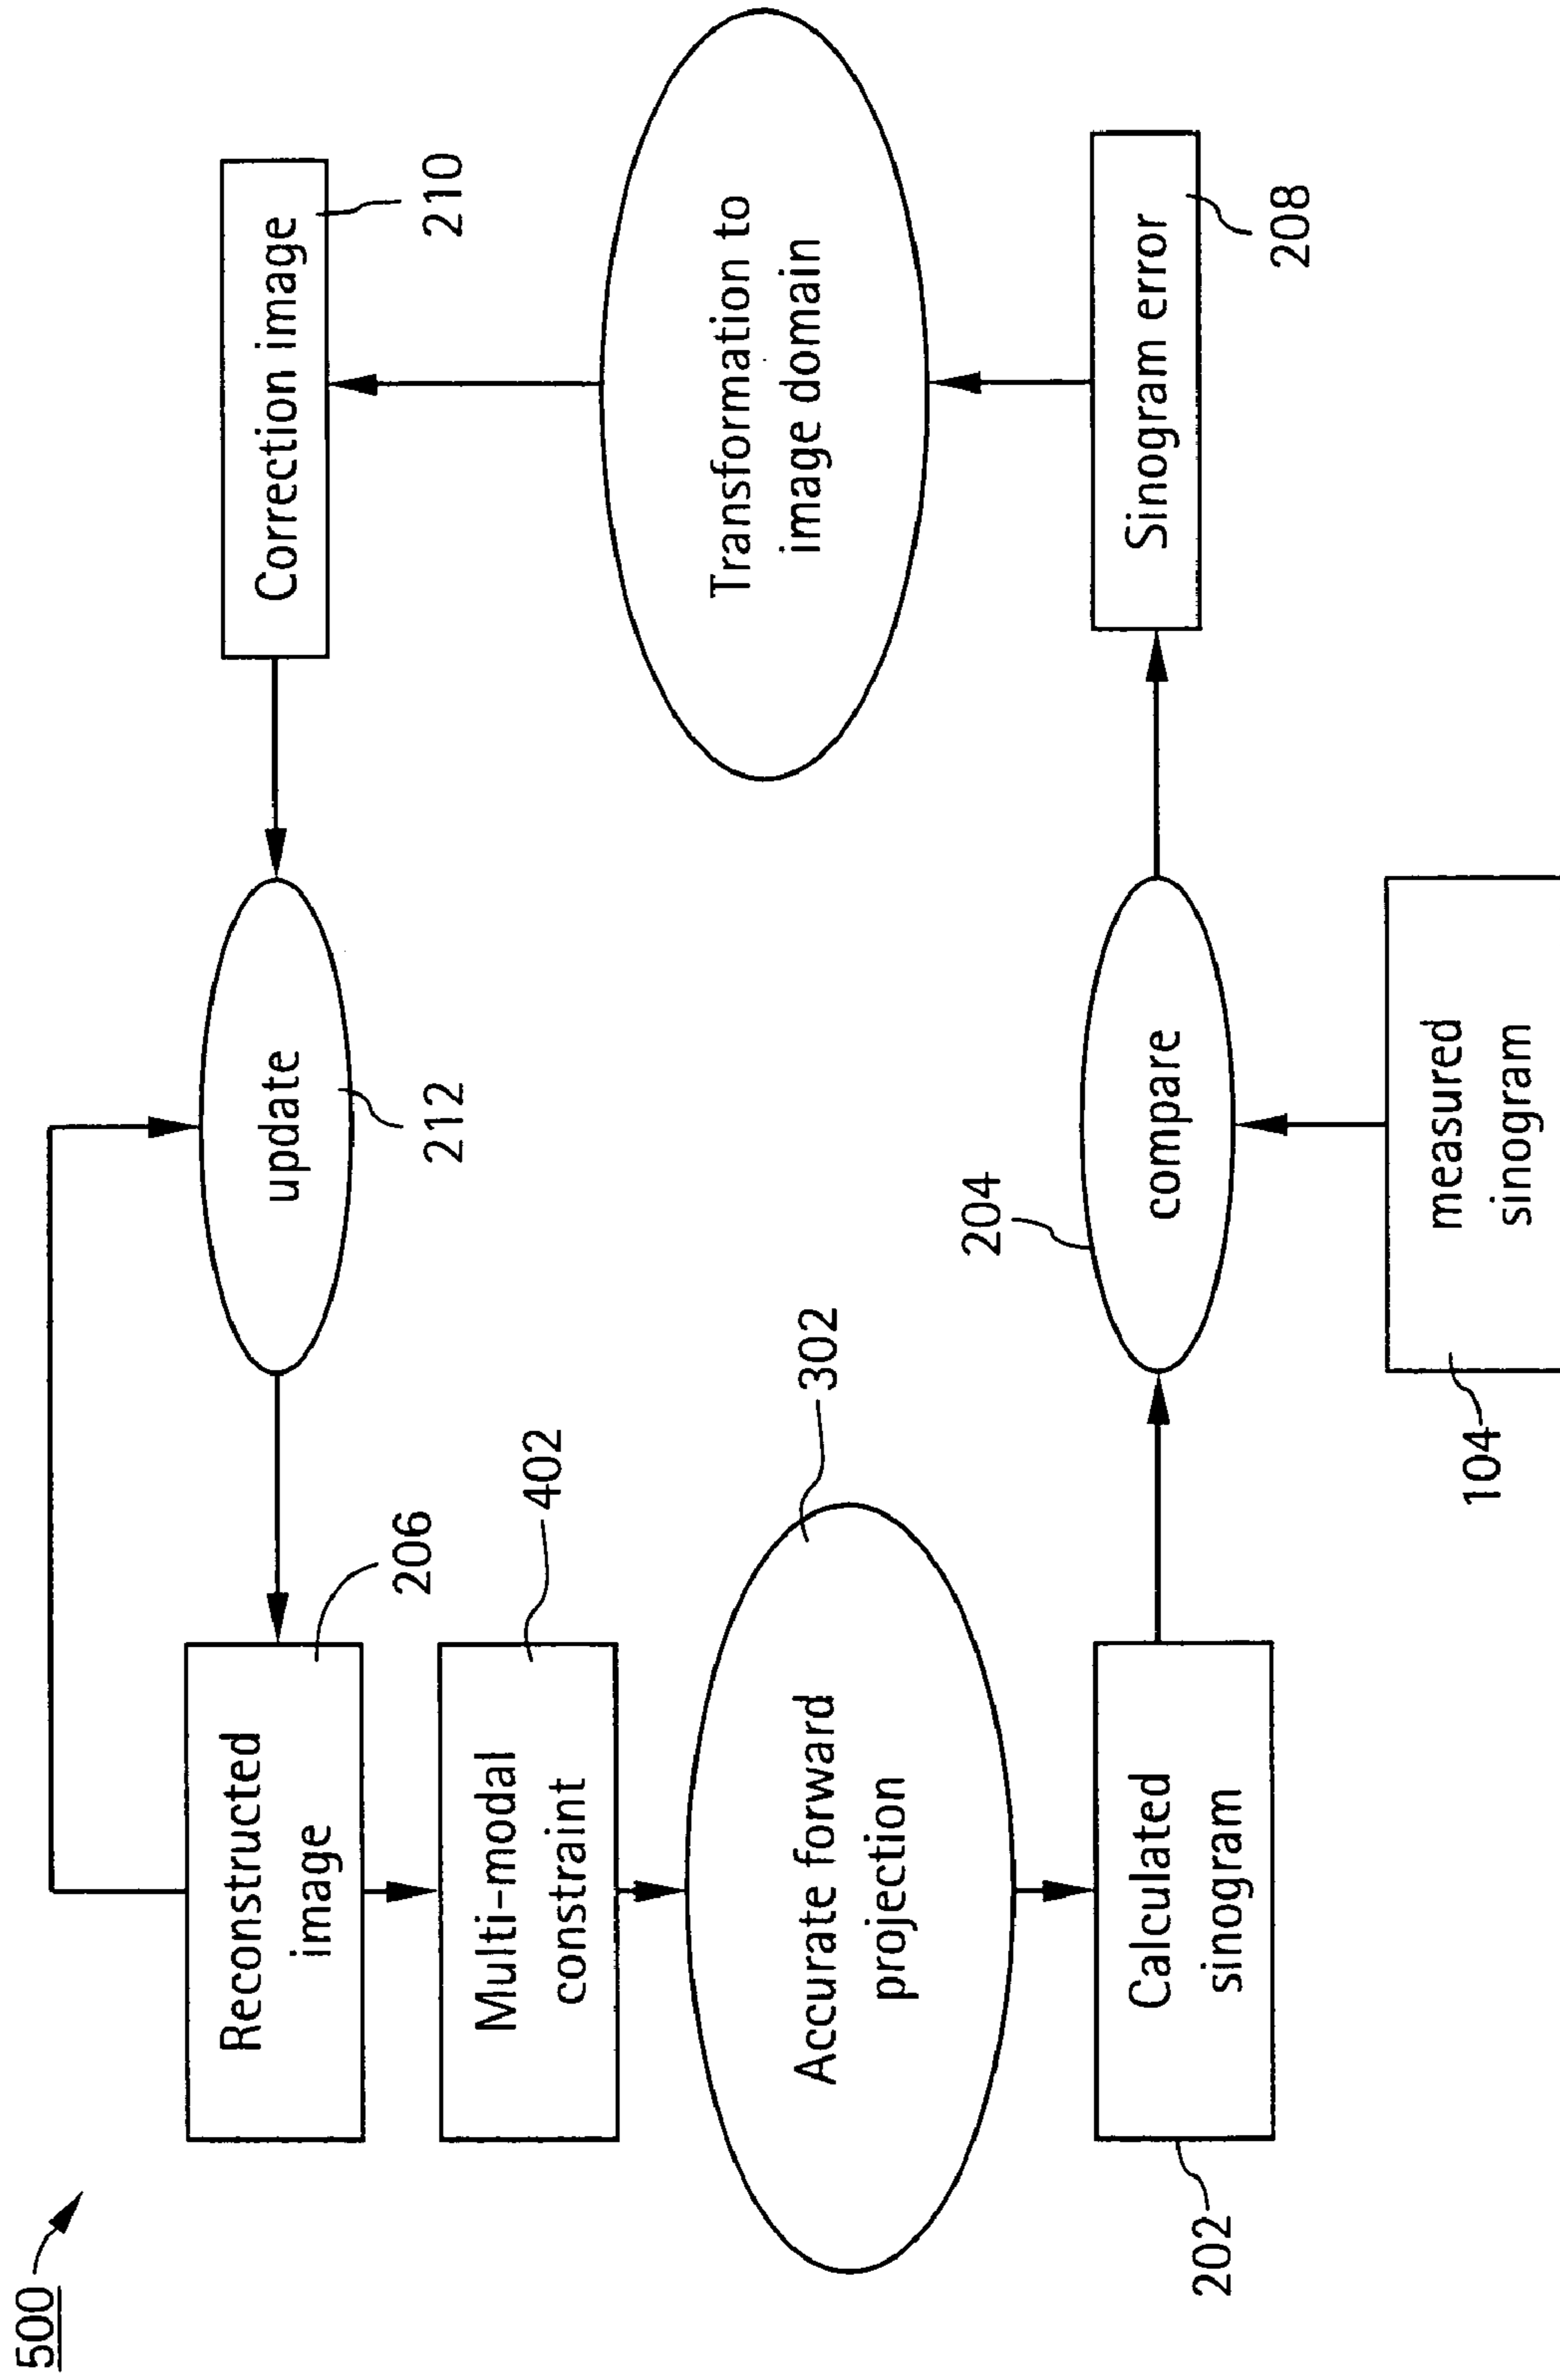 500
Reconstructed
image
206
update
212
Correction image
210
Multi-modal
constraint
402
Accurate forward
projection
302
Transformation to
image domain
Calculated
sinogram
202
compare
204
Sinogram error
208
measured
sinogram
104